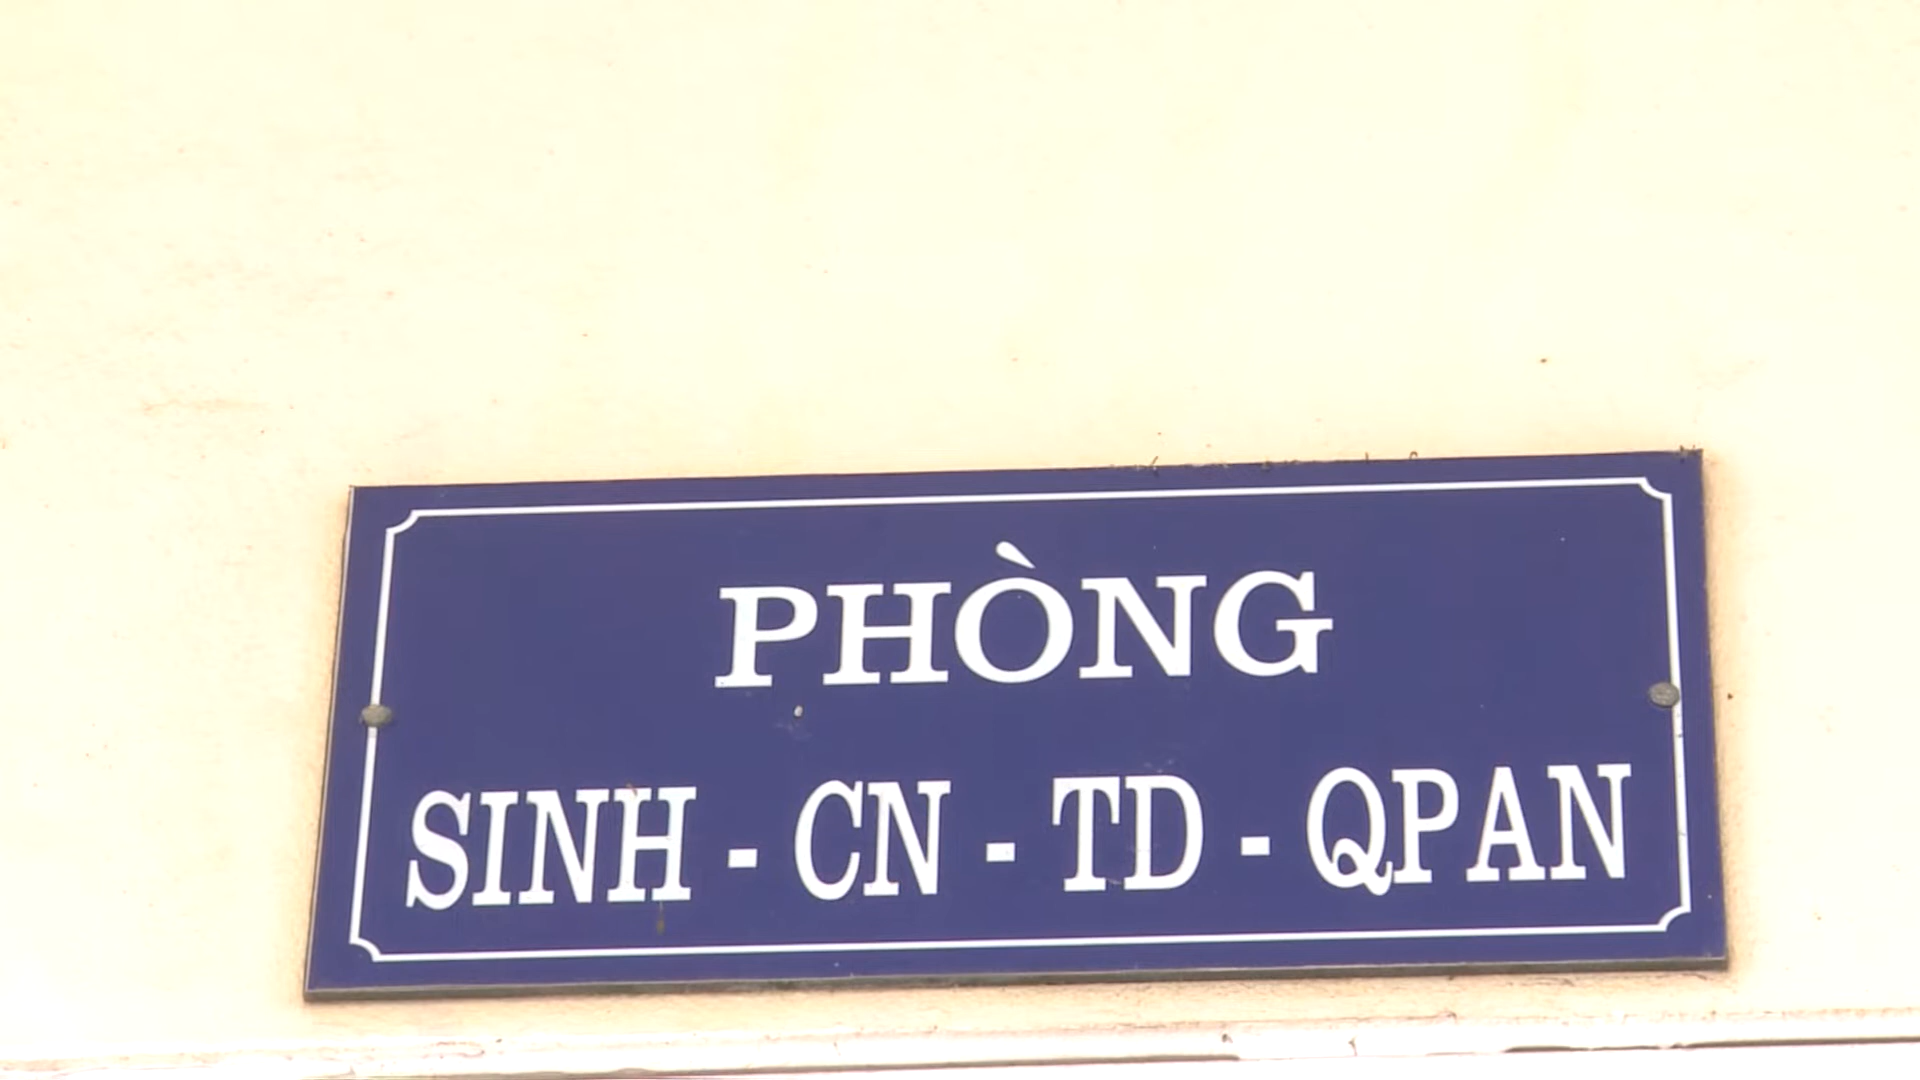 PHÒNG
SINH - CN - TD - QPAN